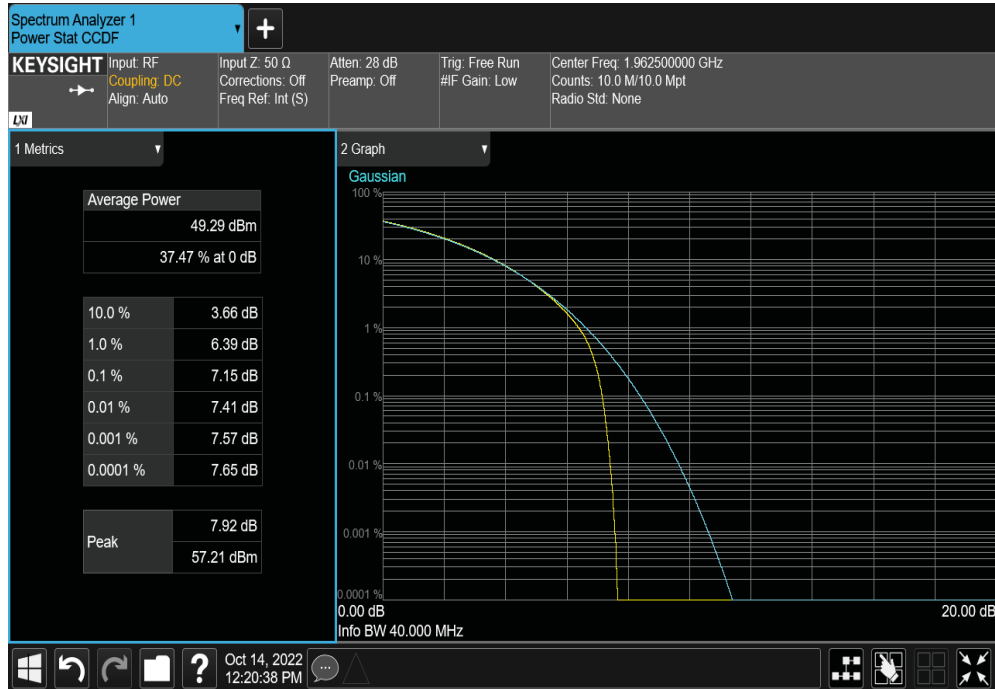 Spectrum Analyzer 1
Power Stat CCDF
KEYSIGHT
LXI
Input: RF
Coupling: DC
Align: Auto
Input Z: 50 Ω
Corrections: Off
Freq Ref: Int (S)
Atten: 28 dB
Preamp: Off
Trig: Free Run
#IF Gain: Low
Center Freq: 1.962500000 GHz
Counts: 10.0 M/10.0 Mpt
Radio Std: None
1 Metrics
Average Power
49.29 dBm
37.47 % at 0 dB
10.0 % 3.66 dB
1.0 % 6.39 dB
0.1 % 7.15 dB
0.01 % 7.41 dB
0.001 % 7.57 dB
0.0001 % 7.65 dB
Peak
7.92 dB
57.21 dBm
2 Graph
Gaussian
100 %
10 %
1 %
0.1 %
0.01 %
0.001 %
0.0001 %
0.00 dB 20.00 dB
Info BW 40.000 MHz
Oct 14, 2022
12:20:38 PM